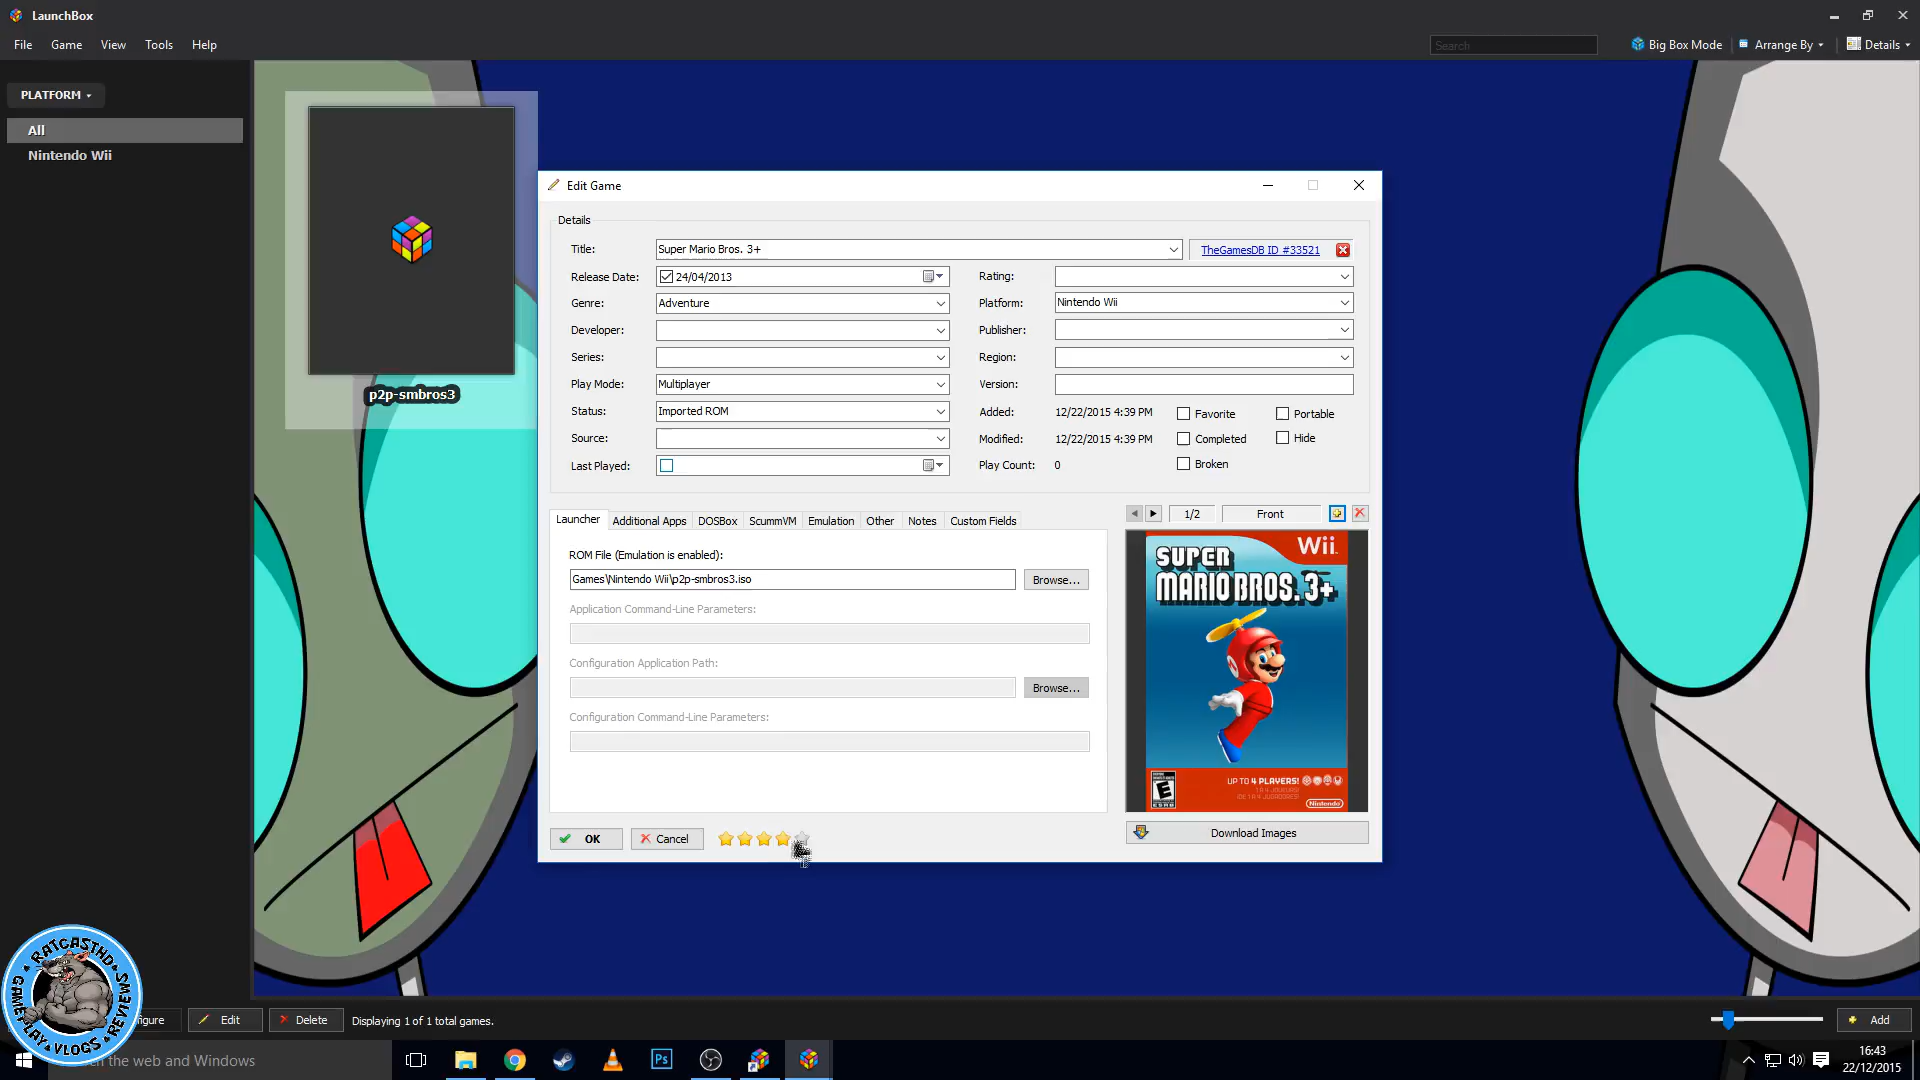 LaunchBox
File Game View Tools Help
Search
Big Box Mode Arrange By Details
PLATFORM
All
Nintendo Wii
p2p-smbros3
Edit Game
Details
Title: Super Mario Bros. 3+ TheGamesDB ID #33521
Release Date: 24/04/2013 Rating:
Genre: Adventure Platform: Nintendo Wii
Developer: Publisher:
Series: Region:
Play Mode: Multiplayer Version:
Status: Imported ROM Added: 12/22/2015 4:39 PM Favorite Portable
Source: Modified: 12/22/2015 4:39 PM Completed Hide
Last Played: Play Count: 0 Broken
Launcher Additional Apps DOSBox ScummVM Emulation Other Notes Custom Fields
1/2 Front
ROM File (Emulation is enabled):
Games\Nintendo Wii\p2p-smbros3.iso Browse...
Application Command-Line Parameters:
Configuration Application Path:
Browse...
Configuration Command-Line Parameters:
Wii
SUPER
MARIO BROS. 3+
UP TO 4 PLAYERS!
E
Nintendo
OK Cancel
Download Images
RATCASTHD
GAMEPLAY VLOGS REVIEWS
gure Edit Delete Displaying 1 of 1 total games.
Add
h the web and Windows
Ps
16:43
22/12/2015